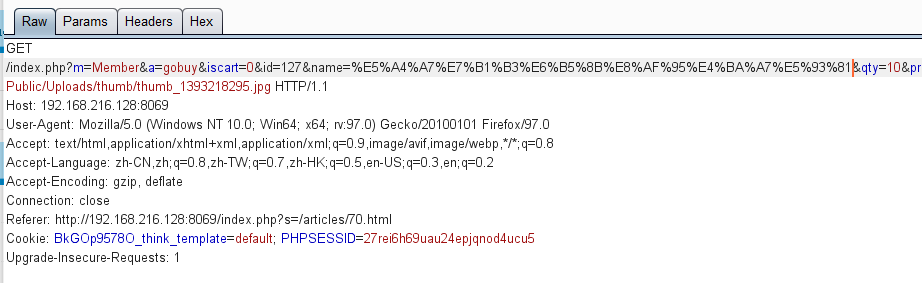 Raw Params Headers Hex
GET
/index.php?m=Member&a=gobuy&iscart=0&id=127&name=%E5%A4%A7%E7%B1%B3%E6%B5%8B%E8%AF%95%E4%BA%A7%E5%93%81&qty=10&pr
Public/Uploads/thumb/thumb_1393218295.jpg HTTP/1.1
Host: 192.168.216.128:8069
User-Agent: Mozilla/5.0 (Windows NT 10.0; Win64; x64; rv:97.0) Gecko/20100101 Firefox/97.0
Accept: text/html,application/xhtml+xml,application/xml;q=0.9,image/avif,image/webp,*/*;q=0.8
Accept-Language: zh-CN,zh;q=0.8,zh-TW;q=0.7,zh-HK;q=0.5,en-US;q=0.3,en;q=0.2
Accept-Encoding: gzip, deflate
Connection: close
Referer: http://192.168.216.128:8069/index.php?s=/articles/70.html
Cookie: BkGOp9578O_think_template=default; PHPSESSID=27rei6h69uau24epjqnod4ucu5
Upgrade-Insecure-Requests: 1